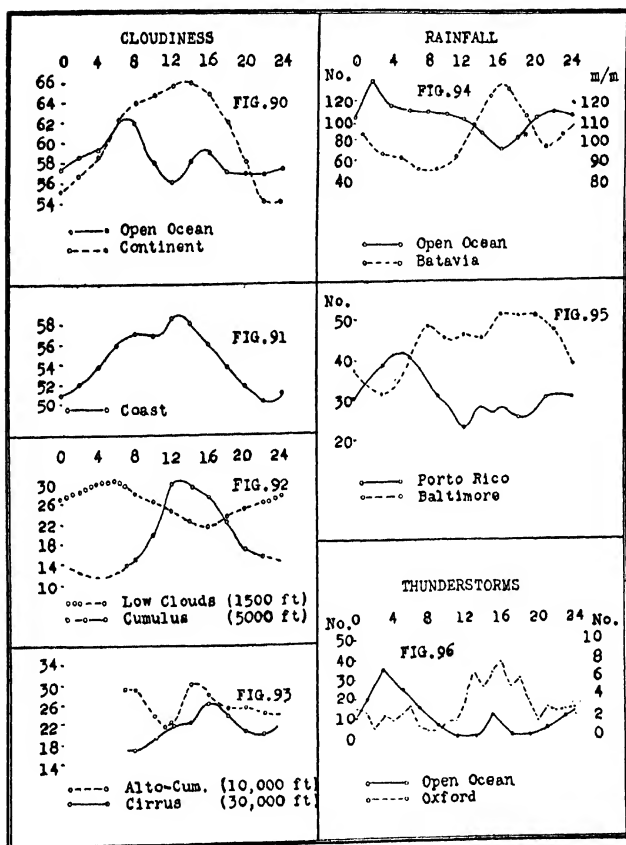 CLOUDINESS
0 4 8 12 16 20 24
66
64
62
60
58
56
54
FIG.90
Open Ocean
Continent
58
56
54
52
50
FIG.91
Coast
0 4 8 12 16 20 24
30
26
22
18
14
10
FIG.92
Low Clouds (1500 ft)
Cumulus (5000 ft)
34
30
26
22
18
14
FIG.93
Alto-Cum. (10,000 ft)
Cirrus (30,000 ft)
RAINFALL
0 4 8 12 16 20 24
No. m/m
FIG.94
120 120
100 110
80 100
60 90
40 80
Open Ocean
Batavia
No.
50
40
30
20
FIG.95
Porto Rico
Baltimore
THUNDERSTORMS
No. 0 4 8 12 16 20 24 No.
50 10
40 8
30 6
20 4
10 2
0 0
FIG.96
Open Ocean
Oxford